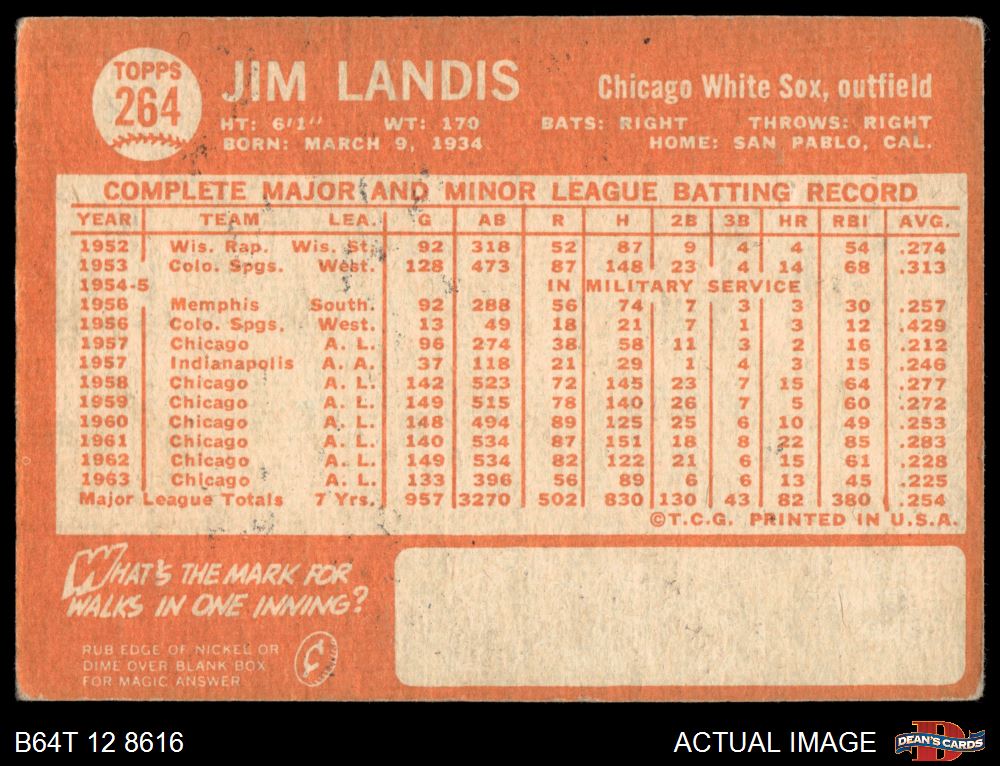 TOPPS
264
JIM LANDIS
Chicago White Sox, outfield
HT: 6'1" WT: 170 BATS: RIGHT THROWS: RIGHT
BORN: MARCH 9, 1934 HOME: SAN PABLO, CAL.
COMPLETE MAJOR AND MINOR LEAGUE BATTING RECORD
YEAR TEAM LEA. G AB R H 2B 3B HR RBI AVG.
1952 Wis. Rap. Wis. St. 92 318 52 87 9 4 4 54 .274
1953 Colo. Spgs. West. 128 473 87 148 23 4 14 68 .313
1954-5 IN MILITARY SERVICE
1956 Memphis South. 92 288 56 74 7 3 3 30 .257
1956 Colo. Spgs. West. 13 49 18 21 7 1 3 12 .429
1957 Chicago A. L. 96 274 38 58 11 3 2 16 .212
1957 Indianapolis A. A. 37 118 21 29 1 4 3 15 .246
1958 Chicago A. L. 142 523 72 145 23 7 15 64 .277
1959 Chicago A. L. 149 515 78 140 26 7 5 60 .272
1960 Chicago A. L. 148 494 89 125 25 6 10 49 .253
1961 Chicago A. L. 140 534 87 151 18 8 22 85 .283
1962 Chicago A. L. 149 534 82 122 21 6 15 61 .228
1963 Chicago A. L. 133 396 56 89 6 6 13 45 .225
Major League Totals 7 Yrs. 957 3270 502 830 130 43 82 380 .254
©T.C.G. PRINTED IN U.S.A.
WHAT'S THE MARK FOR
WALKS IN ONE INNING?
RUB EDGE OF NICKEL OR
DIME OVER BLANK BOX
FOR MAGIC ANSWER
¢
B64T 12 8616
ACTUAL IMAGE
DEAN'S CARDS